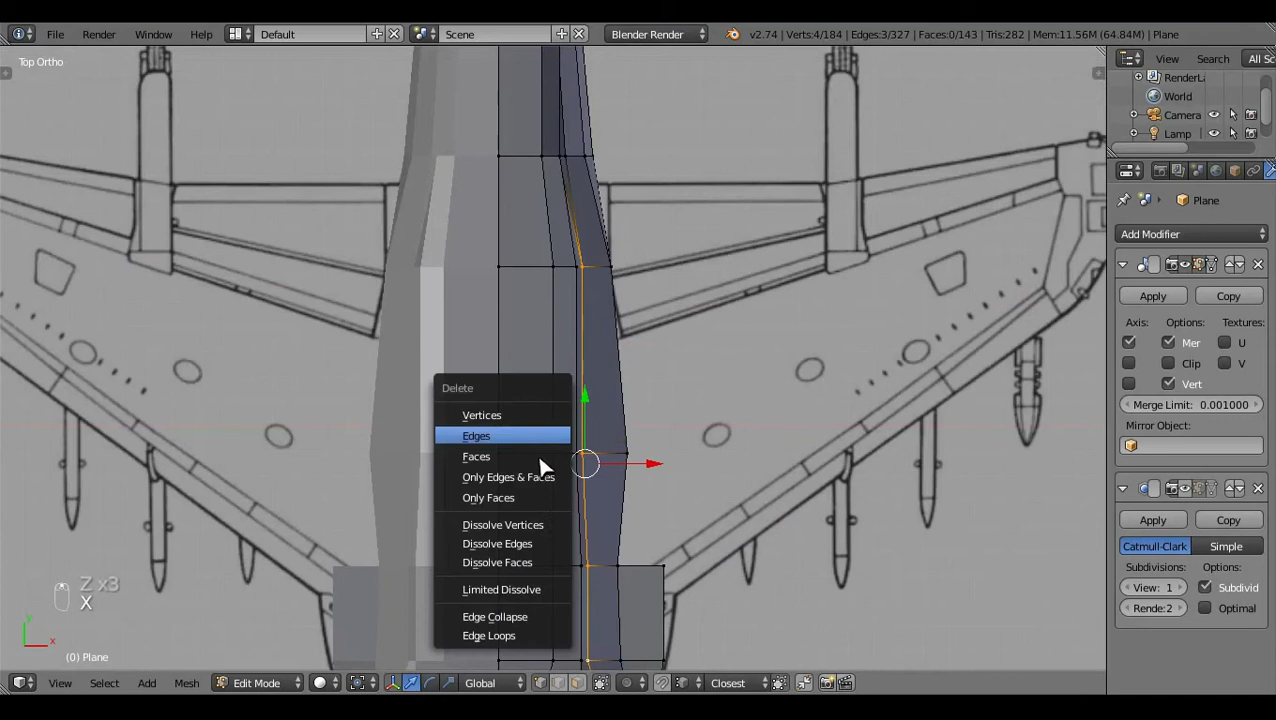 File Render Window Help Default Scene Blender Render v2.74 | Verts:4/184 | Edges:3/327 | Faces:0/143 | Tris:282 | Mem:11.56M (64.84M) | Plane
Top Ortho
View Search All Sc
RenderLa
World
Camera
Lamp
Plane
Add Modifier
Apply Copy
Axis: Options: Textures:
Mer U
Clip V
Vert
Merge Limit: 0.001000
Mirror Object:
Apply Copy
Catmull-Clark Simple
Subdivisions: Options:
View: 1 Subdivid
Rende:2 Optimal
Delete
Vertices
Edges
Faces
Only Edges & Faces
Only Faces
Dissolve Vertices
Dissolve Edges
Dissolve Faces
Limited Dissolve
Edge Collapse
Edge Loops
Z x3
X
y
x
(0) Plane
View Select Add Mesh Edit Mode Global Closest